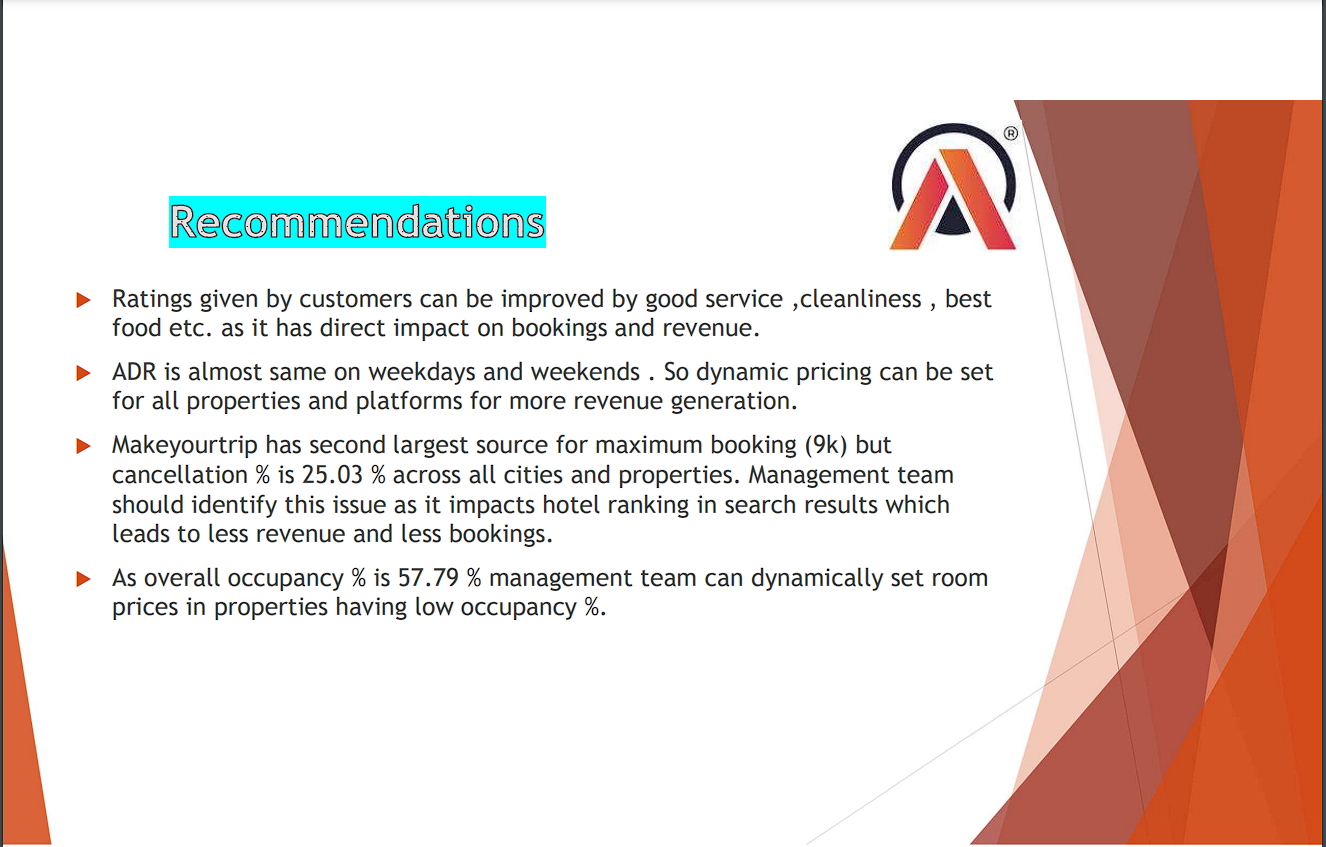 ®
Recommendations
Ratings given by customers can be improved by good service ,cleanliness , best
food etc. as it has direct impact on bookings and revenue.
ADR is almost same on weekdays and weekends . So dynamic pricing can be set
for all properties and platforms for more revenue generation.
Makeyourtrip has second largest source for maximum booking (9k) but
cancellation % is 25.03 % across all cities and properties. Management team
should identify this issue as it impacts hotel ranking in search results which
leads to less revenue and less bookings.
As overall occupancy % is 57.79 % management team can dynamically set room
prices in properties having low occupancy %.